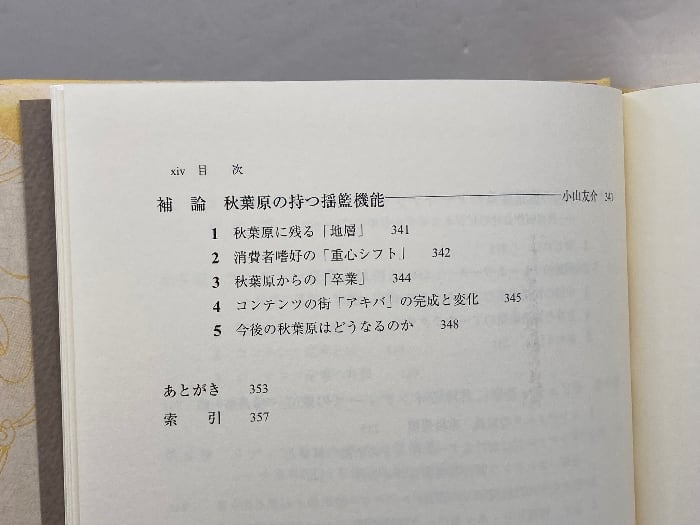 xiv 目 次
補 論 秋葉原の持つ揺籃機能 小山友介
1 秋葉原に残る「地層」 341
2 消費者嗜好の「重心シフト」 342
3 秋葉原からの「卒業」 344
4 コンテンツの街「アキバ」の完成と変化 345
5 今後の秋葉原はどうなるのか 348
あとがき 353
索 引 357